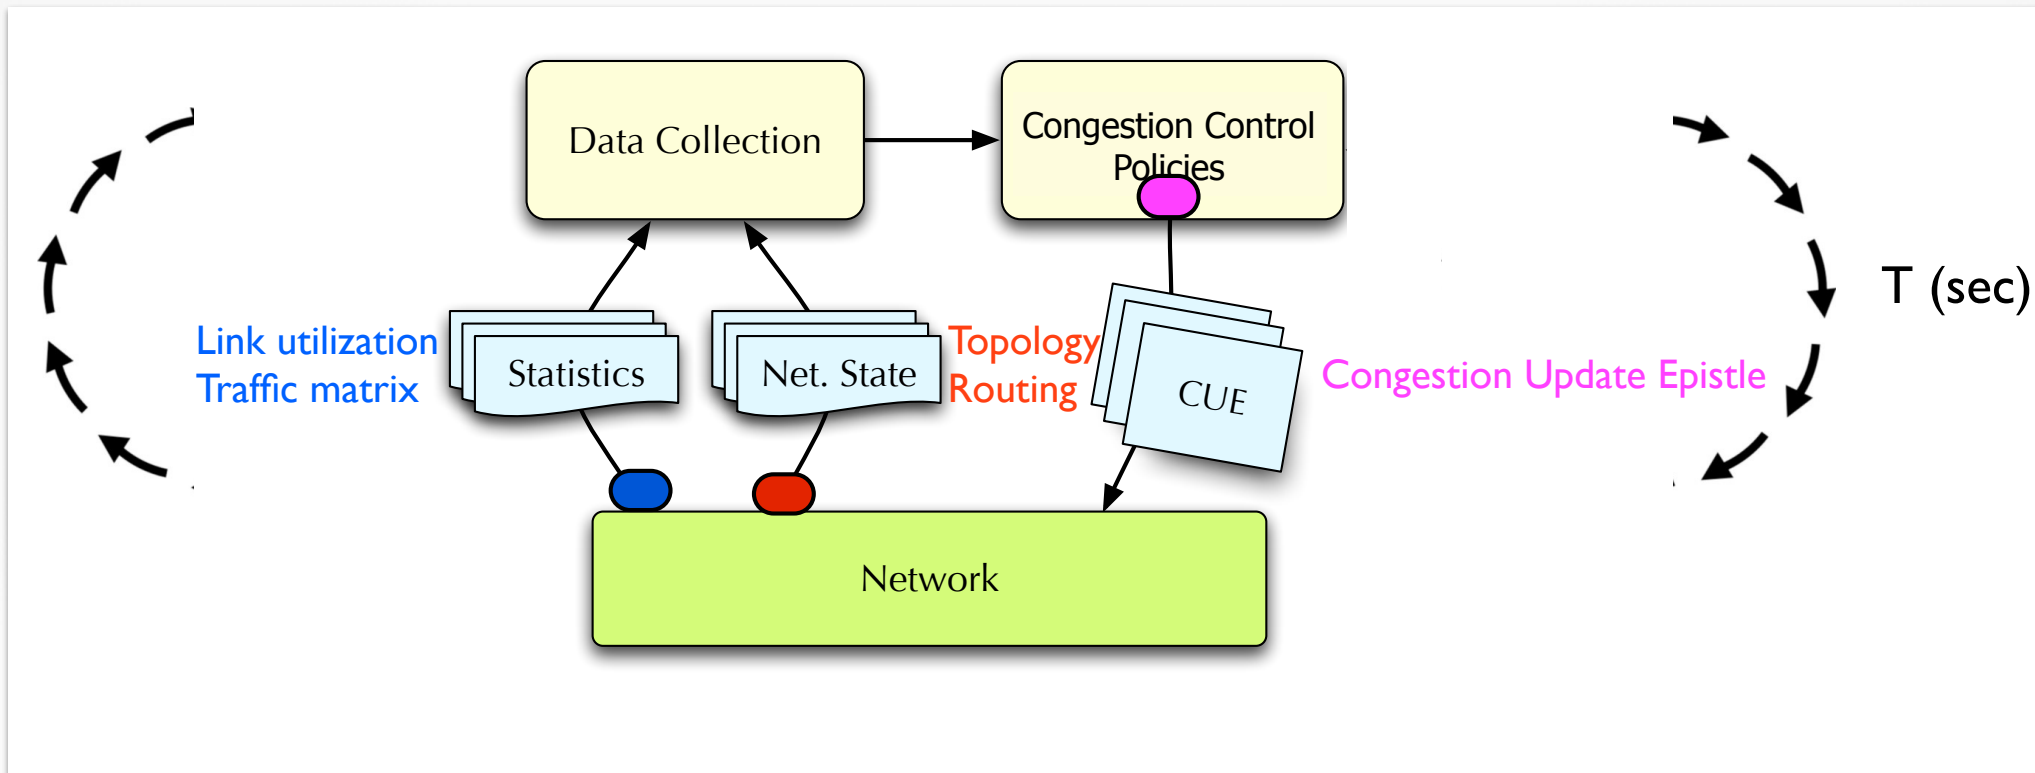 Data Collection
Congestion Control
Policies
T (sec)
Link utilization
Traffic matrix
Statistics
Net. State
Topology
Routing
CUE
Congestion Update Epistle
Network